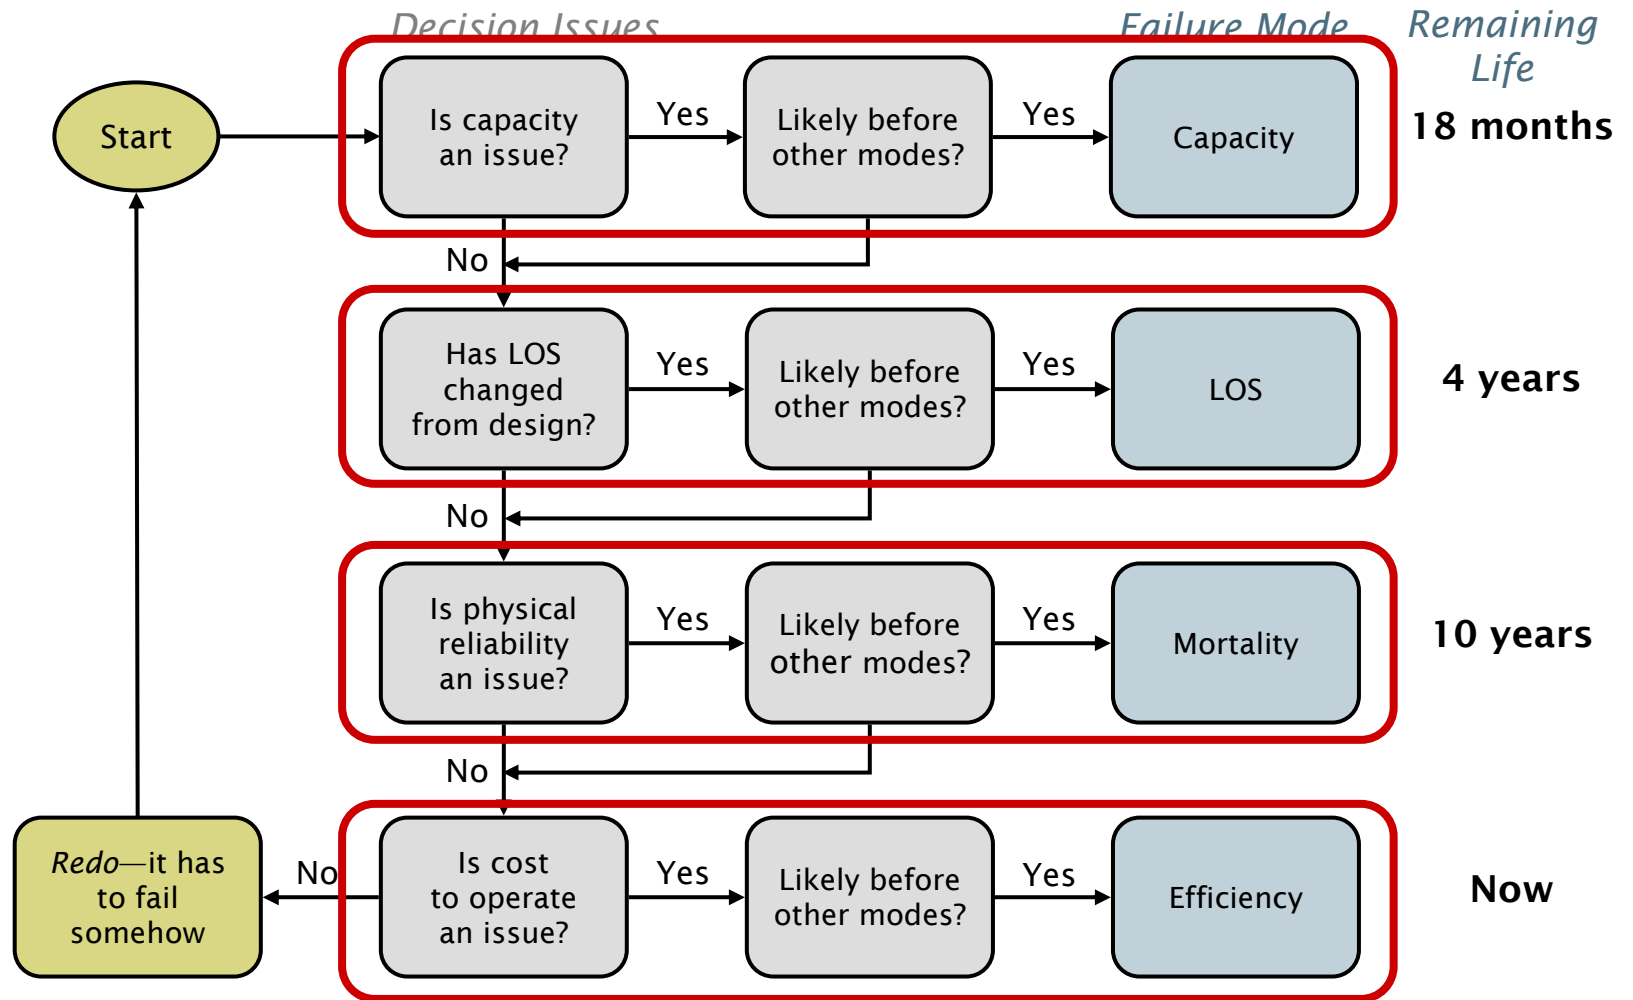 Decision Issues
Failure Mode
Remaining
Life
Start
Is capacity
an issue?
Yes
Likely before
other modes?
Yes
Capacity
18 months
No
Has LOS
changed
from design?
Yes
Likely before
other modes?
Yes
LOS
4 years
No
Is physical
reliability
an issue?
Yes
Likely before
other modes?
Yes
Mortality
10 years
No
Redo—it has
to fail
somehow
No
Is cost
to operate
an issue?
Yes
Likely before
other modes?
Yes
Efficiency
Now